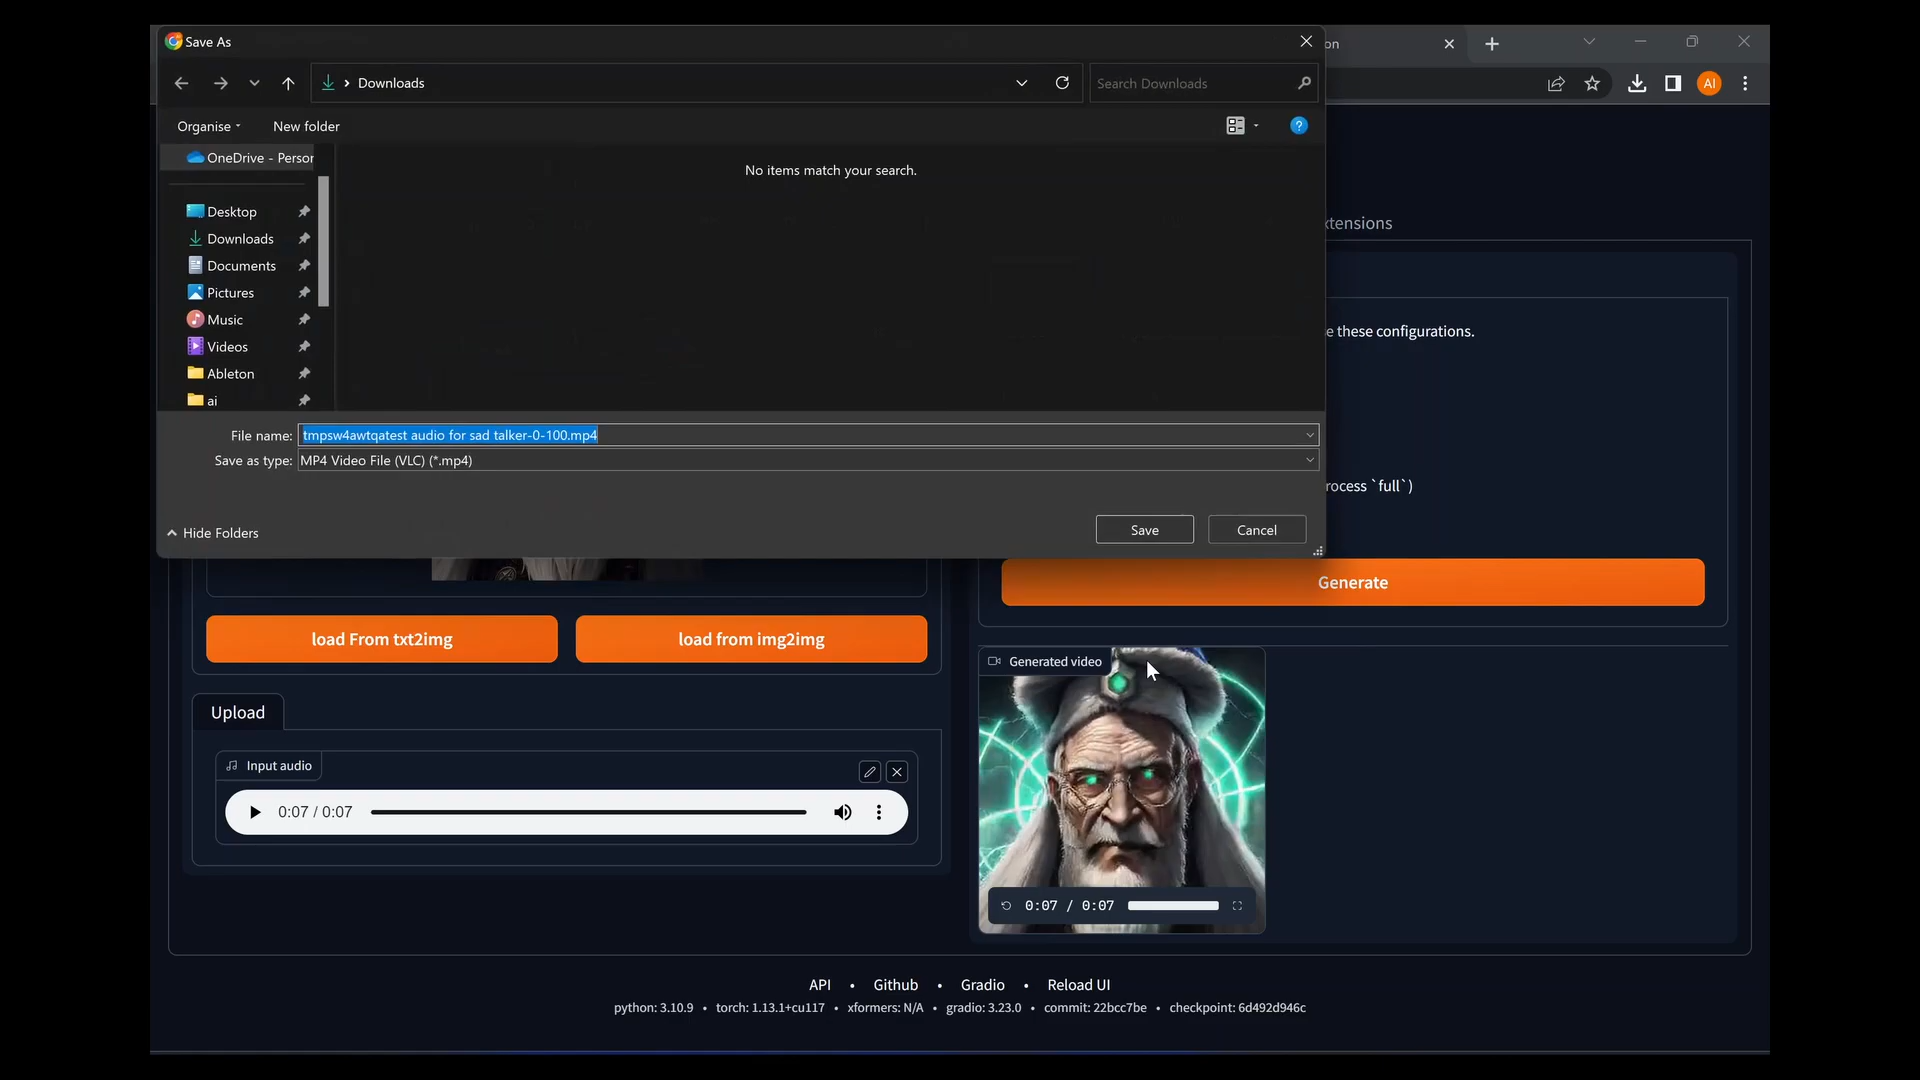 Save As
on
Downloads
Search Downloads
AI
Organise
New folder
OneDrive - Person
No items match your search.
Desktop
Downloads
Documents
Pictures
Music
Videos
Ableton
ai
xtensions
e these configurations.
File name: tmpsw4awtqatest audio for sad talker-0-100.mp4
Save as type: MP4 Video File (VLC) (*.mp4)
rocess `full`)
Hide Folders
Save
Cancel
Generate
load From txt2img
load from img2img
Generated video
Upload
Input audio
0:07 / 0:07
0:07 / 0:07
API • Github • Gradio • Reload UI
python: 3.10.9 • torch: 1.13.1+cu117 • xformers: N/A • gradio: 3.23.0 • commit: 22bcc7be • checkpoint: 6d492d946c